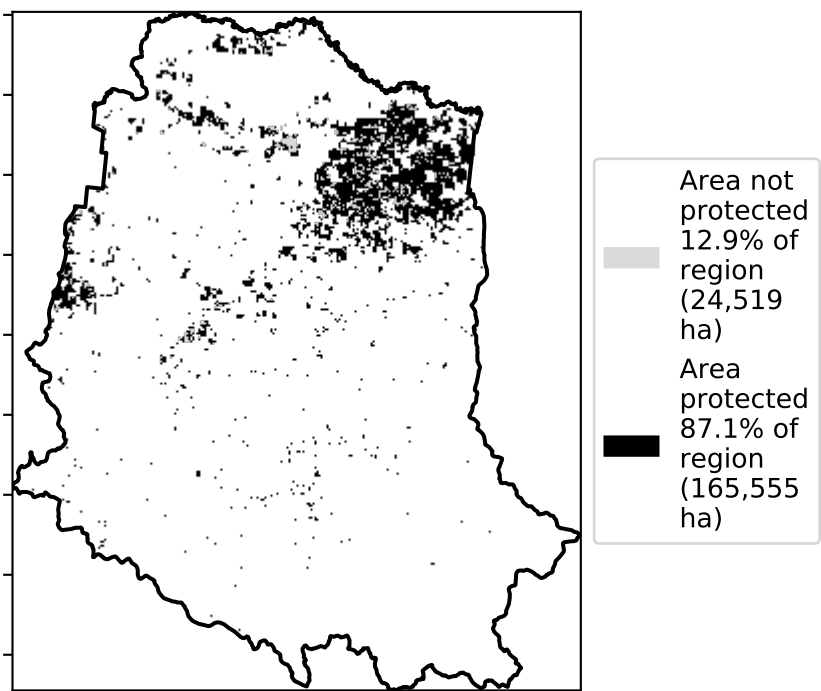 Area not
protected
12.9% of
region
(24,519
ha)
Area
protected
87.1% of
region
(165,555
ha)